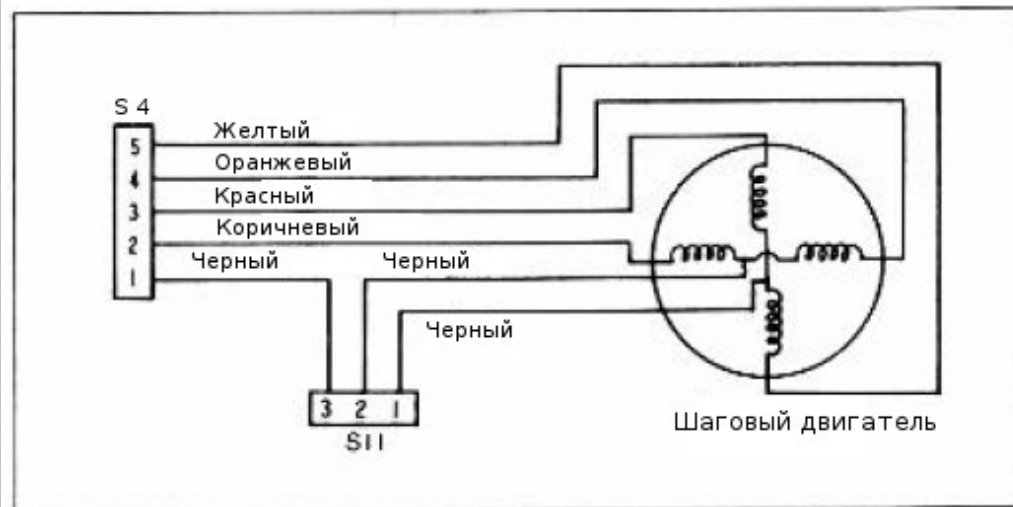 S 4
5 Желтый
4 Оранжевый
3 Красный
2 Коричневый
1 Черный Черный
Черный
3 2 1
S11
Шаговый двигатель